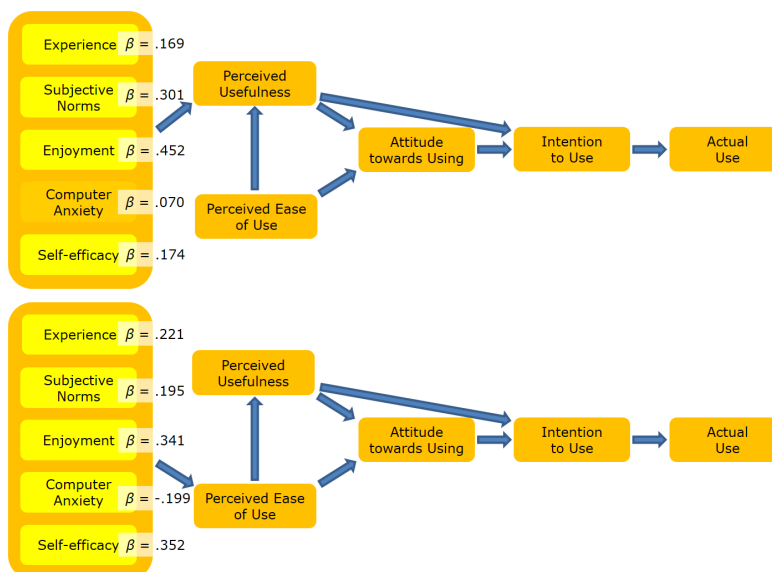 Experience β = .169
Subjective
Norms β = .301
Enjoyment β = .452
Computer
Anxiety β = .070
Self-efficacy β = .174
Perceived
Usefulness
Perceived Ease
of Use
Attitude
towards Using
Intention
to Use
Actual
Use
Experience β = .221
Subjective
Norms β = .195
Enjoyment β = .341
Computer
Anxiety β = -.199
Self-efficacy β = .352
Perceived
Usefulness
Perceived Ease
of Use
Attitude
towards Using
Intention
to Use
Actual
Use